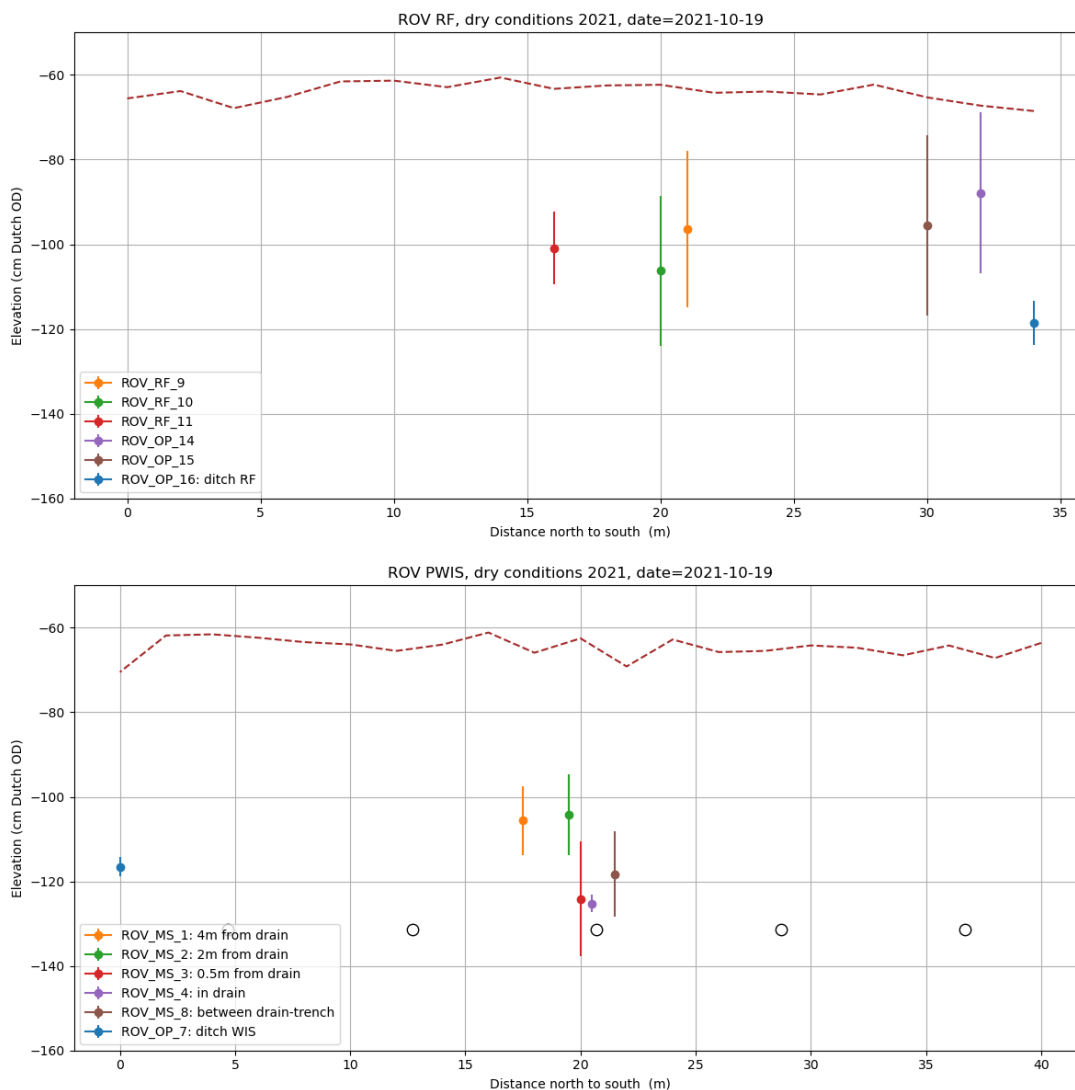 ROV RF, dry conditions 2021, date=2021-10-19
Elevation (cm Dutch OD)
−60
−80
−100
−120
−140
−160
ROV_RF_9
ROV_RF_10
ROV_RF_11
ROV_OP_14
ROV_OP_15
ROV_OP_16: ditch RF
0 5 10 15 20 25 30 35
Distance north to south (m)
ROV PWIS, dry conditions 2021, date=2021-10-19
Elevation (cm Dutch OD)
−60
−80
−100
−120
−140
−160
ROV_MS_1: 4m from drain
ROV_MS_2: 2m from drain
ROV_MS_3: 0.5m from drain
ROV_MS_4: in drain
ROV_MS_8: between drain-trench
ROV_OP_7: ditch WIS
0 5 10 15 20 25 30 35 40
Distance north to south (m)